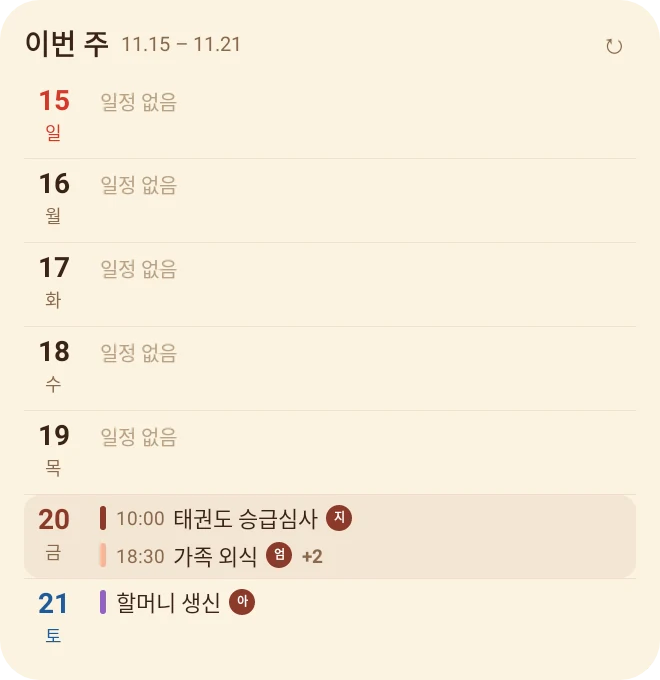 이번 주 11.15 – 11.21
15 일정 없음
일
16 일정 없음
월
17 일정 없음
화
18 일정 없음
수
19 일정 없음
목
20 10:00 태권도 승급심사 지
금 18:30 가족 외식 엄 +2
21 할머니 생신 아
토